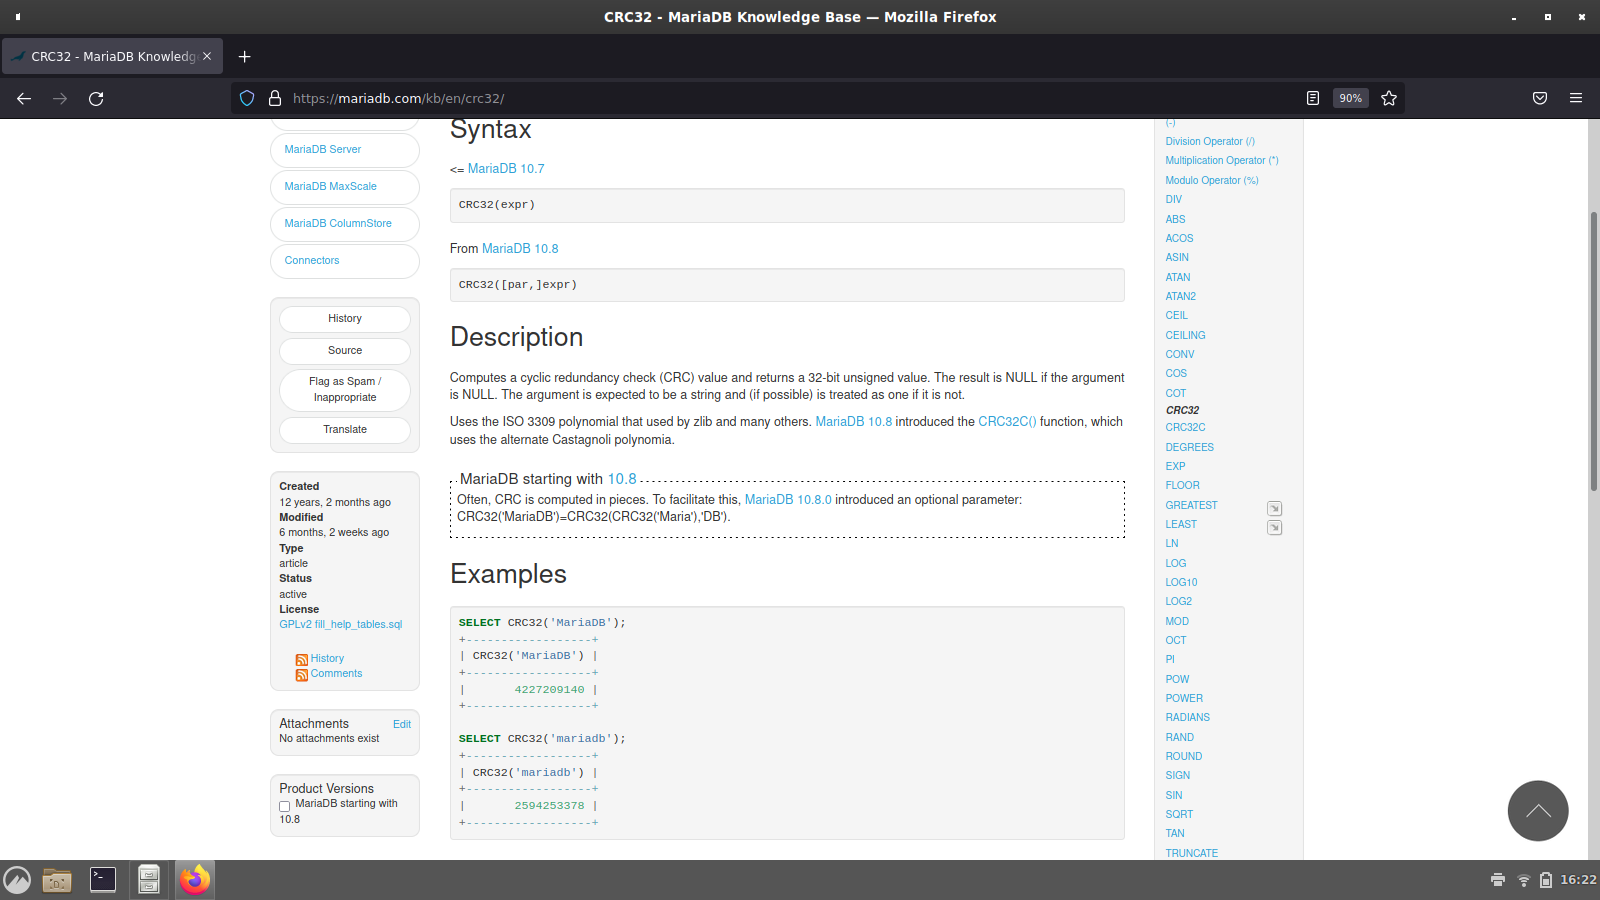 CRC32 - MariaDB Knowledge Base — Mozilla Firefox
CRC32 - MariaDB Knowledg
https://mariadb.com/kb/en/crc32/
90%
MariaDB Server
MariaDB MaxScale
MariaDB ColumnStore
Connectors
History
Source
Flag as Spam /
Inappropriate
Translate
Created
12 years, 2 months ago
Modified
6 months, 2 weeks ago
Type
article
Status
active
License
GPLv2 fill_help_tables.sql
History
Comments
Attachments Edit
No attachments exist
Product Versions
MariaDB starting with
10.8
Syntax
<= MariaDB 10.7
CRC32(expr)
From MariaDB 10.8
CRC32([par,]expr)
Description
Computes a cyclic redundancy check (CRC) value and returns a 32-bit unsigned value. The result is NULL if the argument
is NULL. The argument is expected to be a string and (if possible) is treated as one if it is not.
Uses the ISO 3309 polynomial that used by zlib and many others. MariaDB 10.8 introduced the CRC32C() function, which
uses the alternate Castagnoli polynomia.
MariaDB starting with 10.8
Often, CRC is computed in pieces. To facilitate this, MariaDB 10.8.0 introduced an optional parameter:
CRC32('MariaDB')=CRC32(CRC32('Maria'),'DB').
Examples
SELECT CRC32('MariaDB');
+------------------+
| CRC32('MariaDB') |
+------------------+
|       4227209140 |
+------------------+
SELECT CRC32('mariadb');
+------------------+
| CRC32('mariadb') |
+------------------+
|       2594253378 |
+------------------+
(-)
Division Operator (/)
Multiplication Operator (*)
Modulo Operator (%)
DIV
ABS
ACOS
ASIN
ATAN
ATAN2
CEIL
CEILING
CONV
COS
COT
CRC32
CRC32C
DEGREES
EXP
FLOOR
GREATEST
LEAST
LN
LOG
LOG10
LOG2
MOD
OCT
PI
POW
POWER
RADIANS
RAND
ROUND
SIGN
SIN
SQRT
TAN
TRUNCATE
16:22